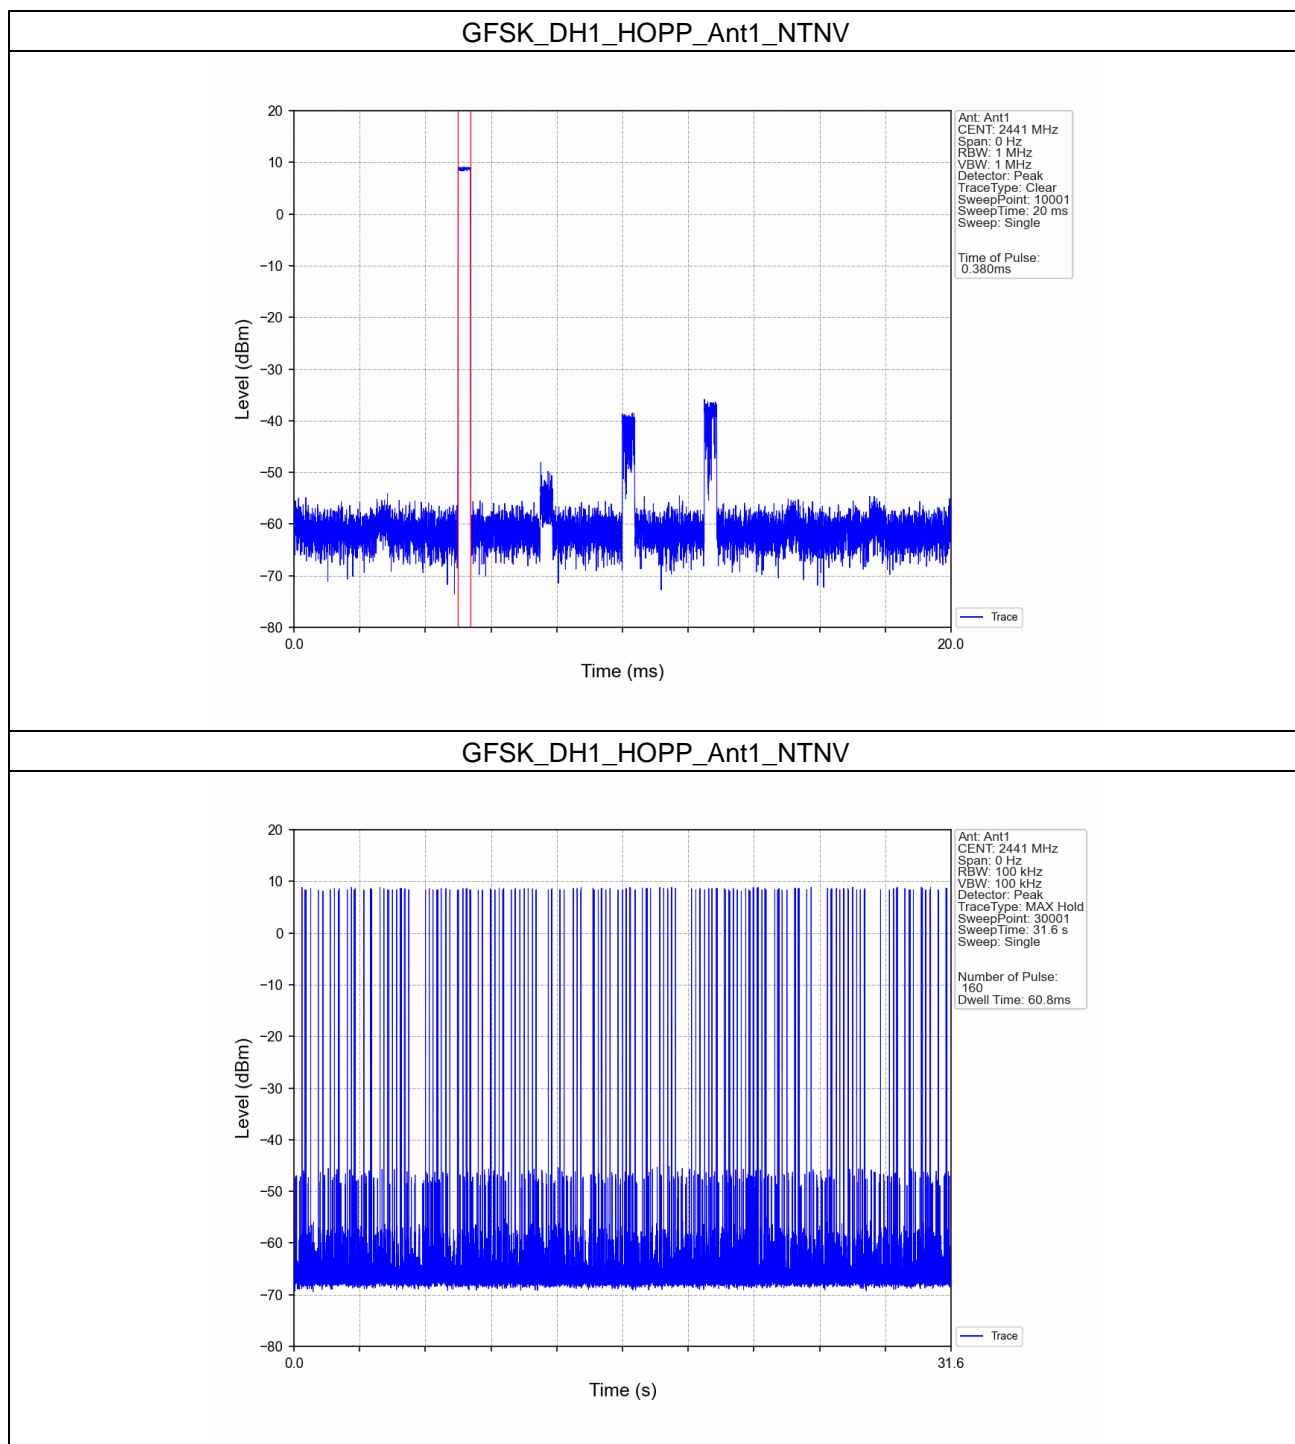 GFSK_DH1_HOPP_Ant1_NTNV
20
10
0
−10
−20
−30
−40
−50
−60
−70
−80
Level (dBm)
0.0
20.0
Time (ms)
Ant: Ant1
CENT: 2441 MHz
Span: 0 Hz
RBW: 1 MHz
VBW: 1 MHz
Detector: Peak
TraceType: Clear
SweepPoint: 10001
SweepTime: 20 ms
Sweep: Single
Time of Pulse:
0.380ms
Trace
GFSK_DH1_HOPP_Ant1_NTNV
20
10
0
−10
−20
−30
−40
−50
−60
−70
−80
Level (dBm)
0.0
31.6
Time (s)
Ant: Ant1
CENT: 2441 MHz
Span: 0 Hz
RBW: 100 kHz
VBW: 100 kHz
Detector: Peak
TraceType: MAX Hold
SweepPoint: 30001
SweepTime: 31.6 s
Sweep: Single
Number of Pulse:
160
Dwell Time: 60.8ms
Trace